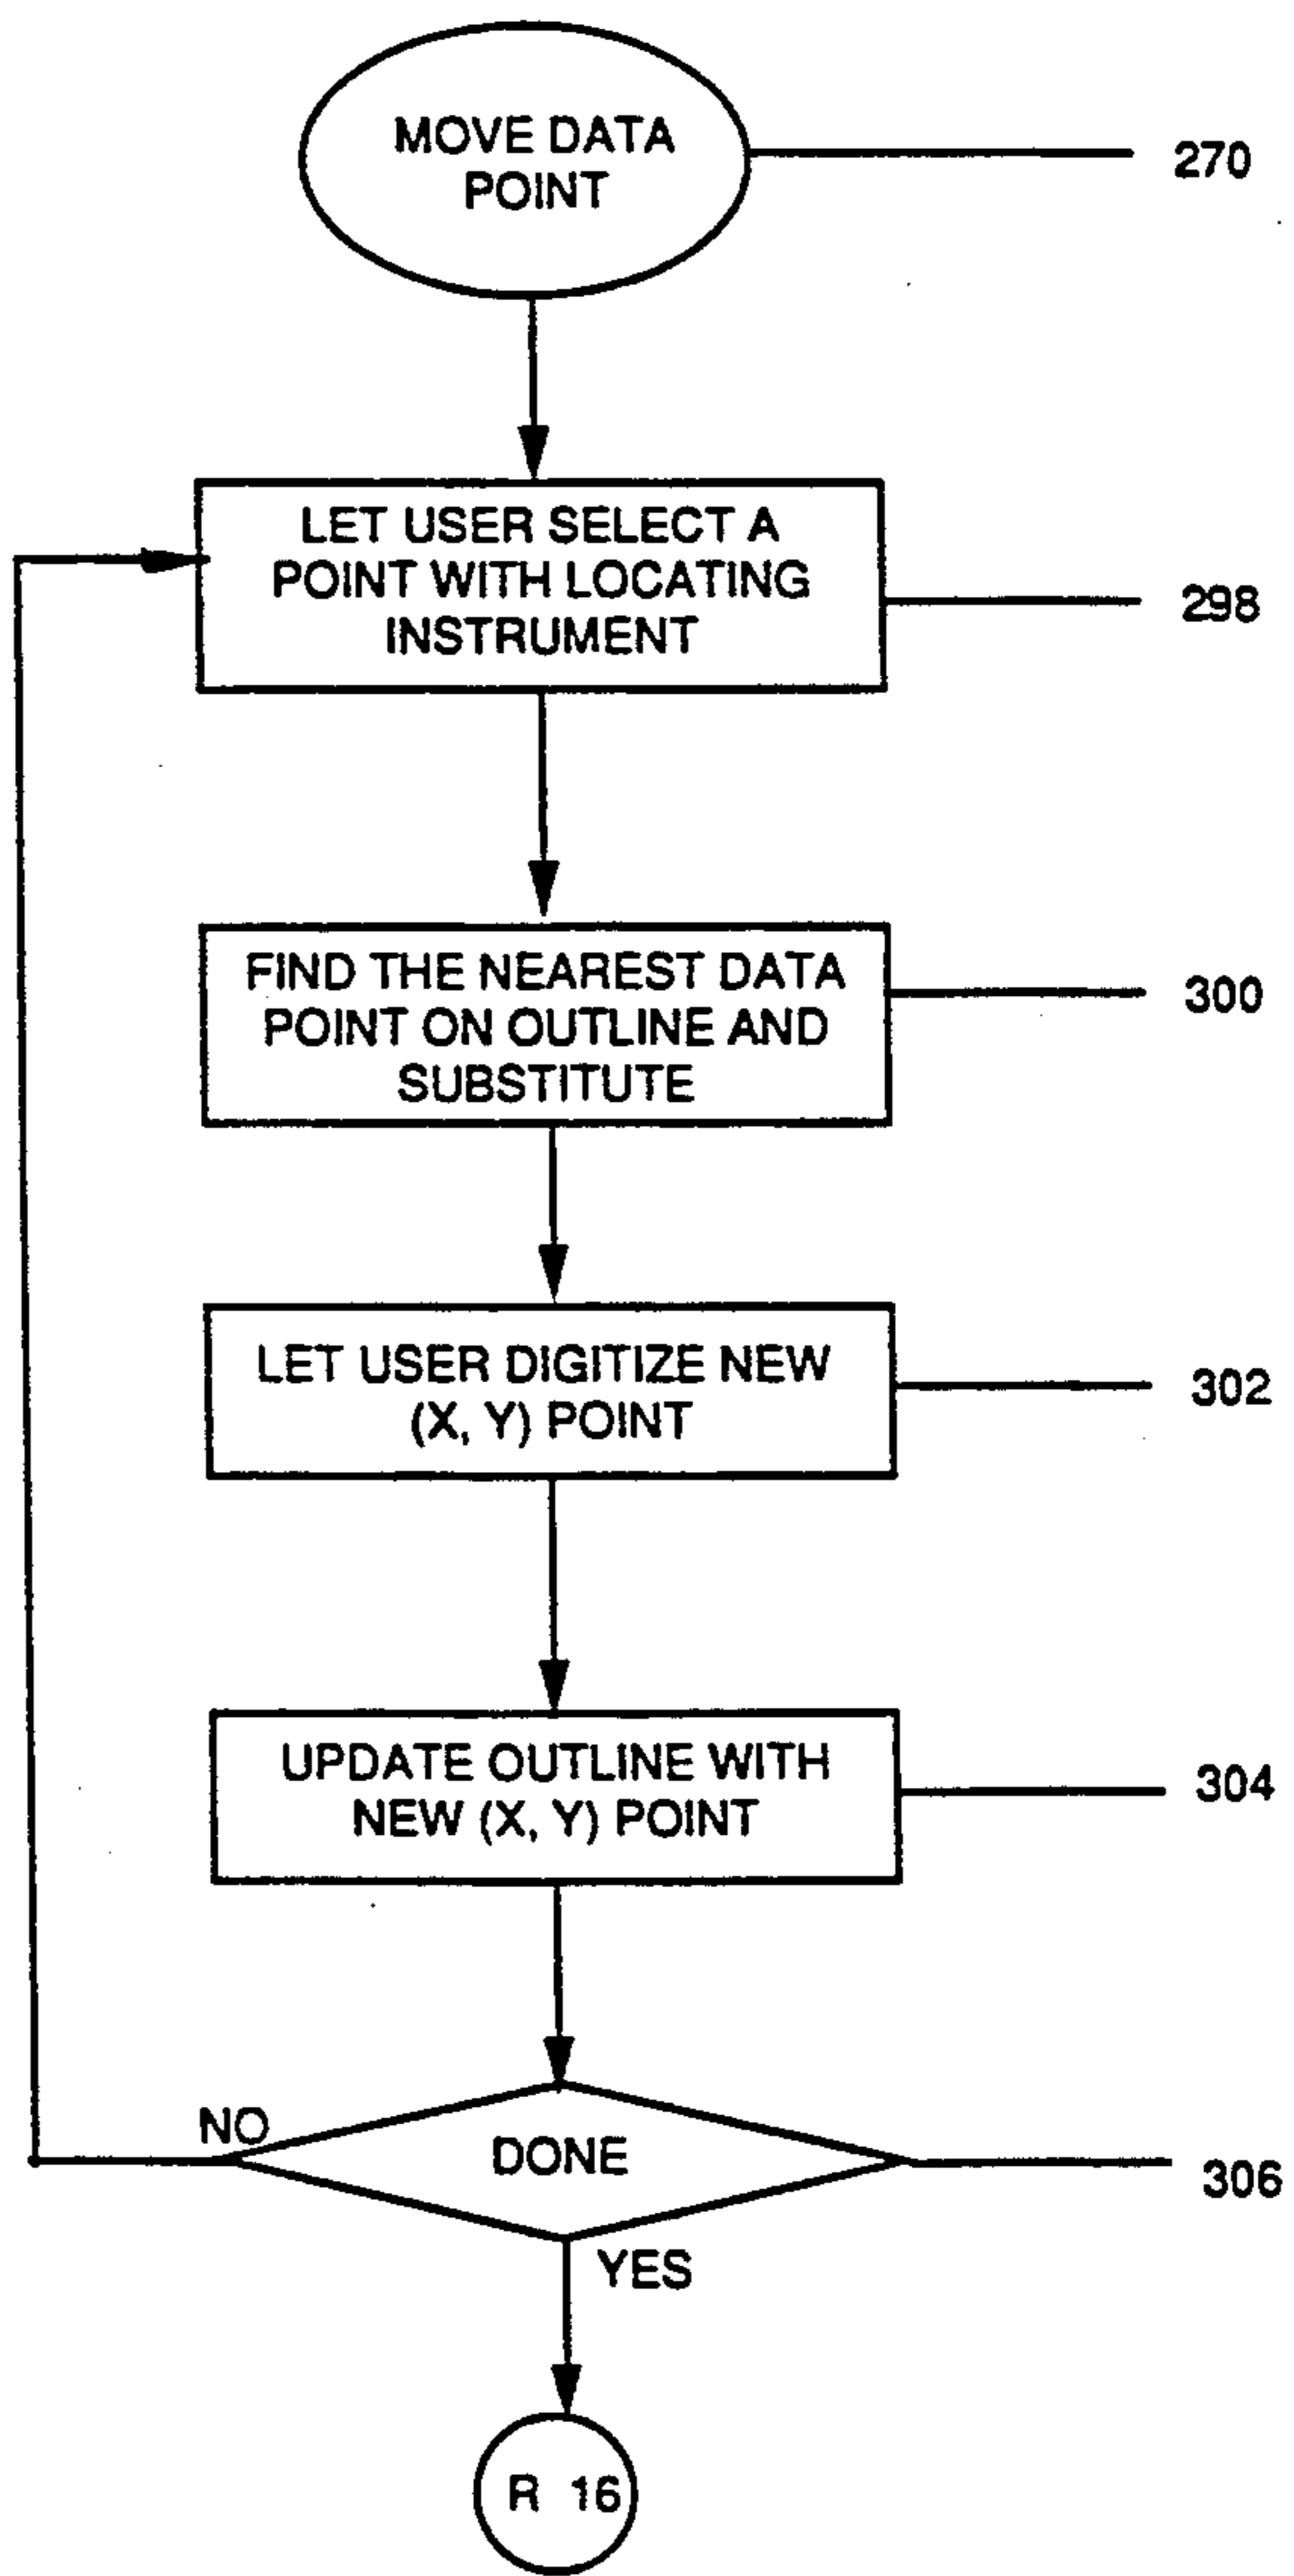 MOVE DATA
POINT
270
LET USER SELECT A
POINT WITH LOCATING
INSTRUMENT
298
FIND THE NEAREST DATA
POINT ON OUTLINE AND
SUBSTITUTE
300
LET USER DIGITIZE NEW
(X, Y) POINT
302
UPDATE OUTLINE WITH
NEW (X, Y) POINT
304
NO
DONE
306
YES
R 16